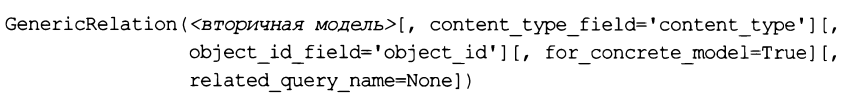 GenericRelation(<вторичная модель>[, content_type_field='content_type'][,
object_id_field='object_id'][, for_concrete_model=True][,
related_query_name=None])